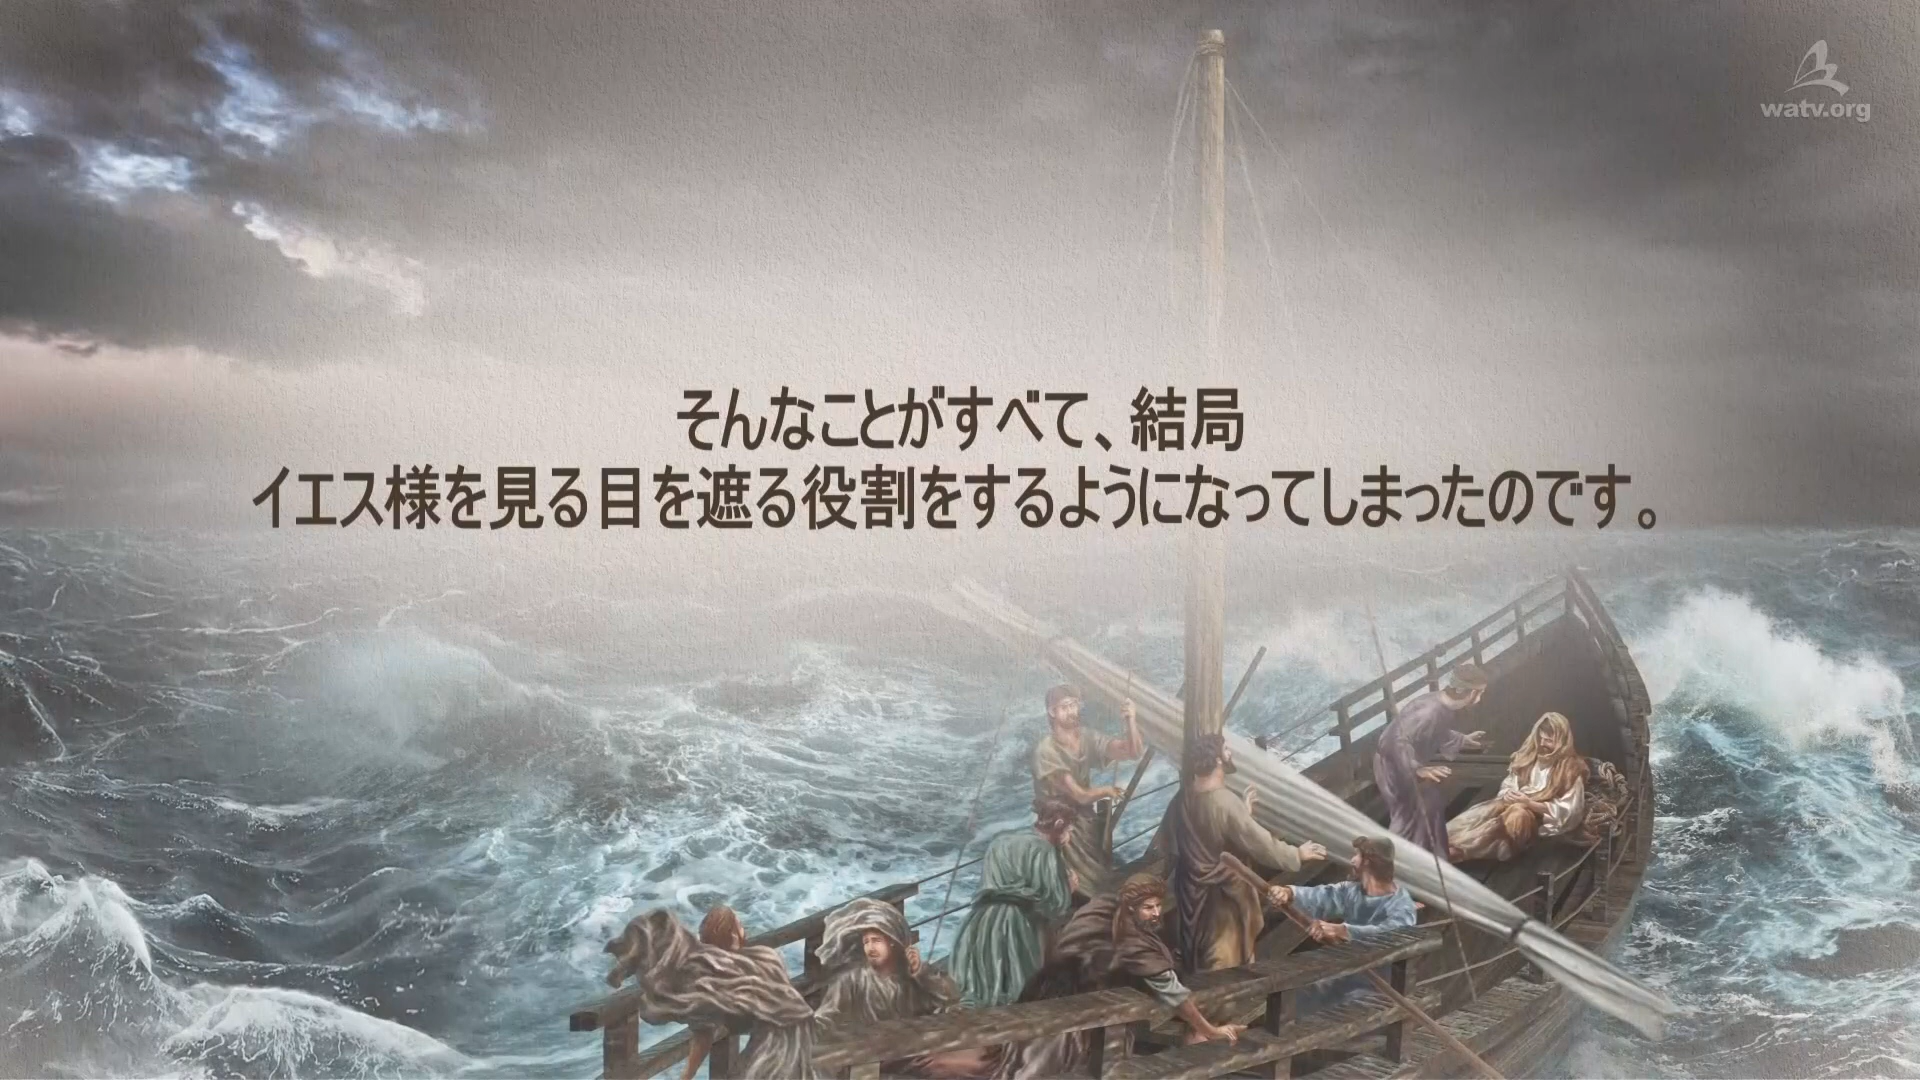 watv.org
そんなことがすべて、結局
イエス様を見る目を遮る役割をするようになってしまったのです。